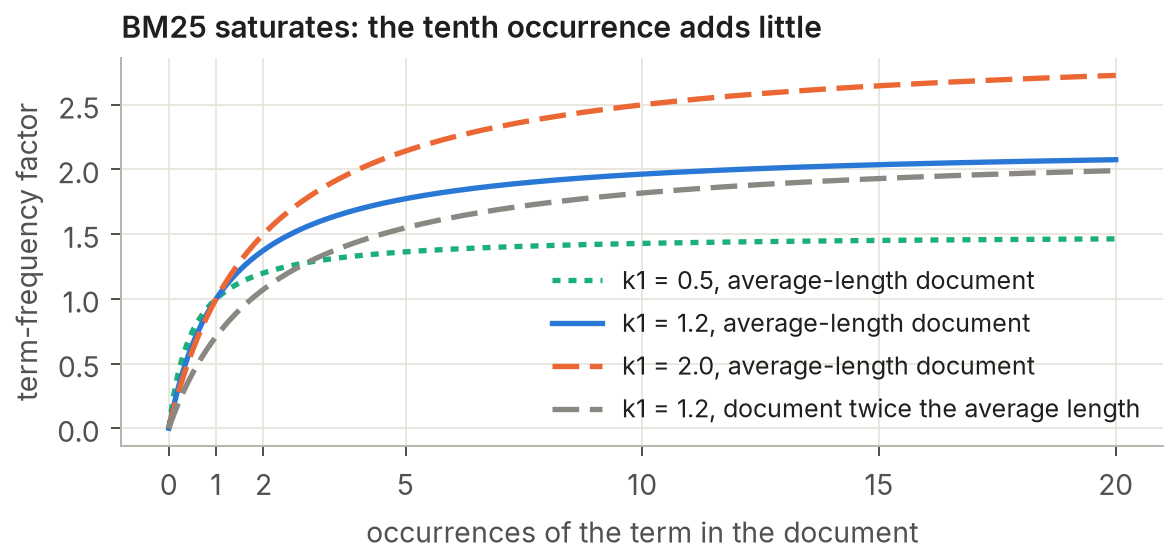 BM25 saturates: the tenth occurrence adds little
term-frequency factor
2.5
2.0
1.5
1.0
0.5
0.0
k1 = 0.5, average-length document
k1 = 1.2, average-length document
k1 = 2.0, average-length document
k1 = 1.2, document twice the average length
0 1 2 5 10 15 20
occurrences of the term in the document